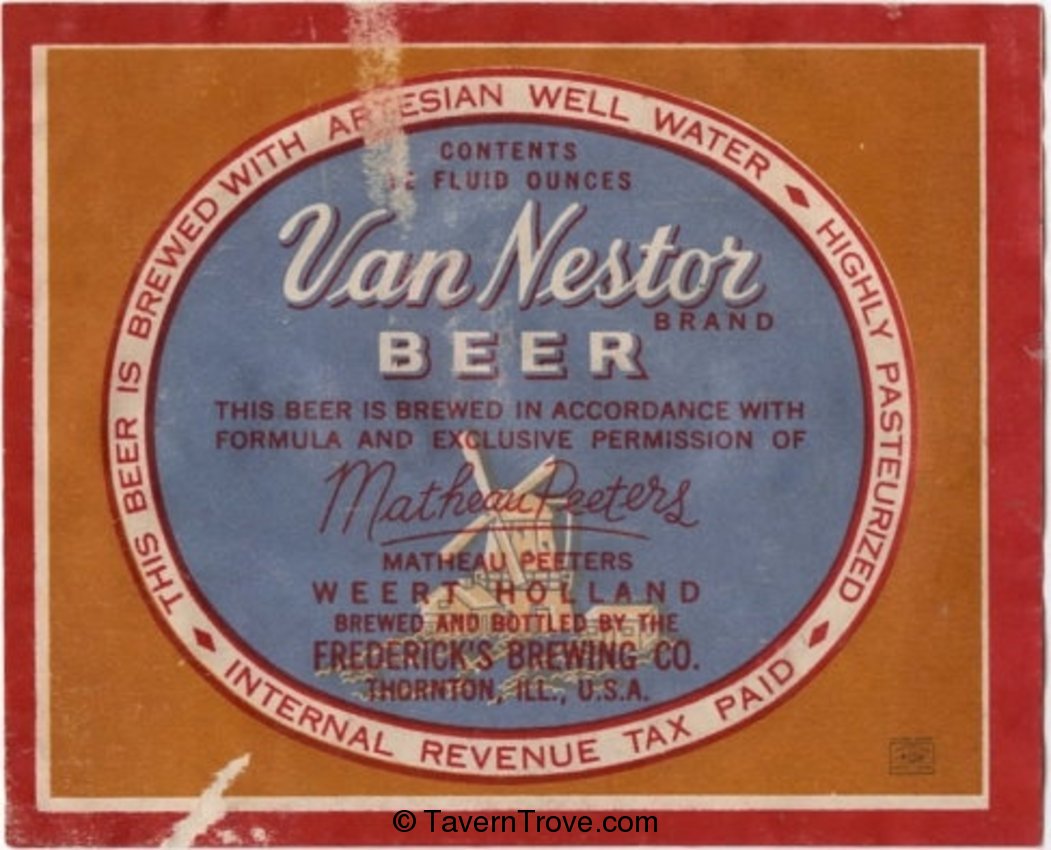 THIS BEER IS BREWED WITH ARTESIAN WELL WATER ♦ HIGHLY PASTEURIZED ♦ INTERNAL REVENUE TAX PAID ♦
CONTENTS
FLUID OUNCES
Van Nestor
BRAND
BEER
THIS BEER IS BREWED IN ACCORDANCE WITH
FORMULA AND EXCLUSIVE PERMISSION OF
Matheau Peeters
MATHEAU PEETERS
WEERT HOLLAND
BREWED AND BOTTLED BY THE
FREDERICK'S BREWING CO.
THORNTON, ILL., U.S.A.
© TavernTrove.com